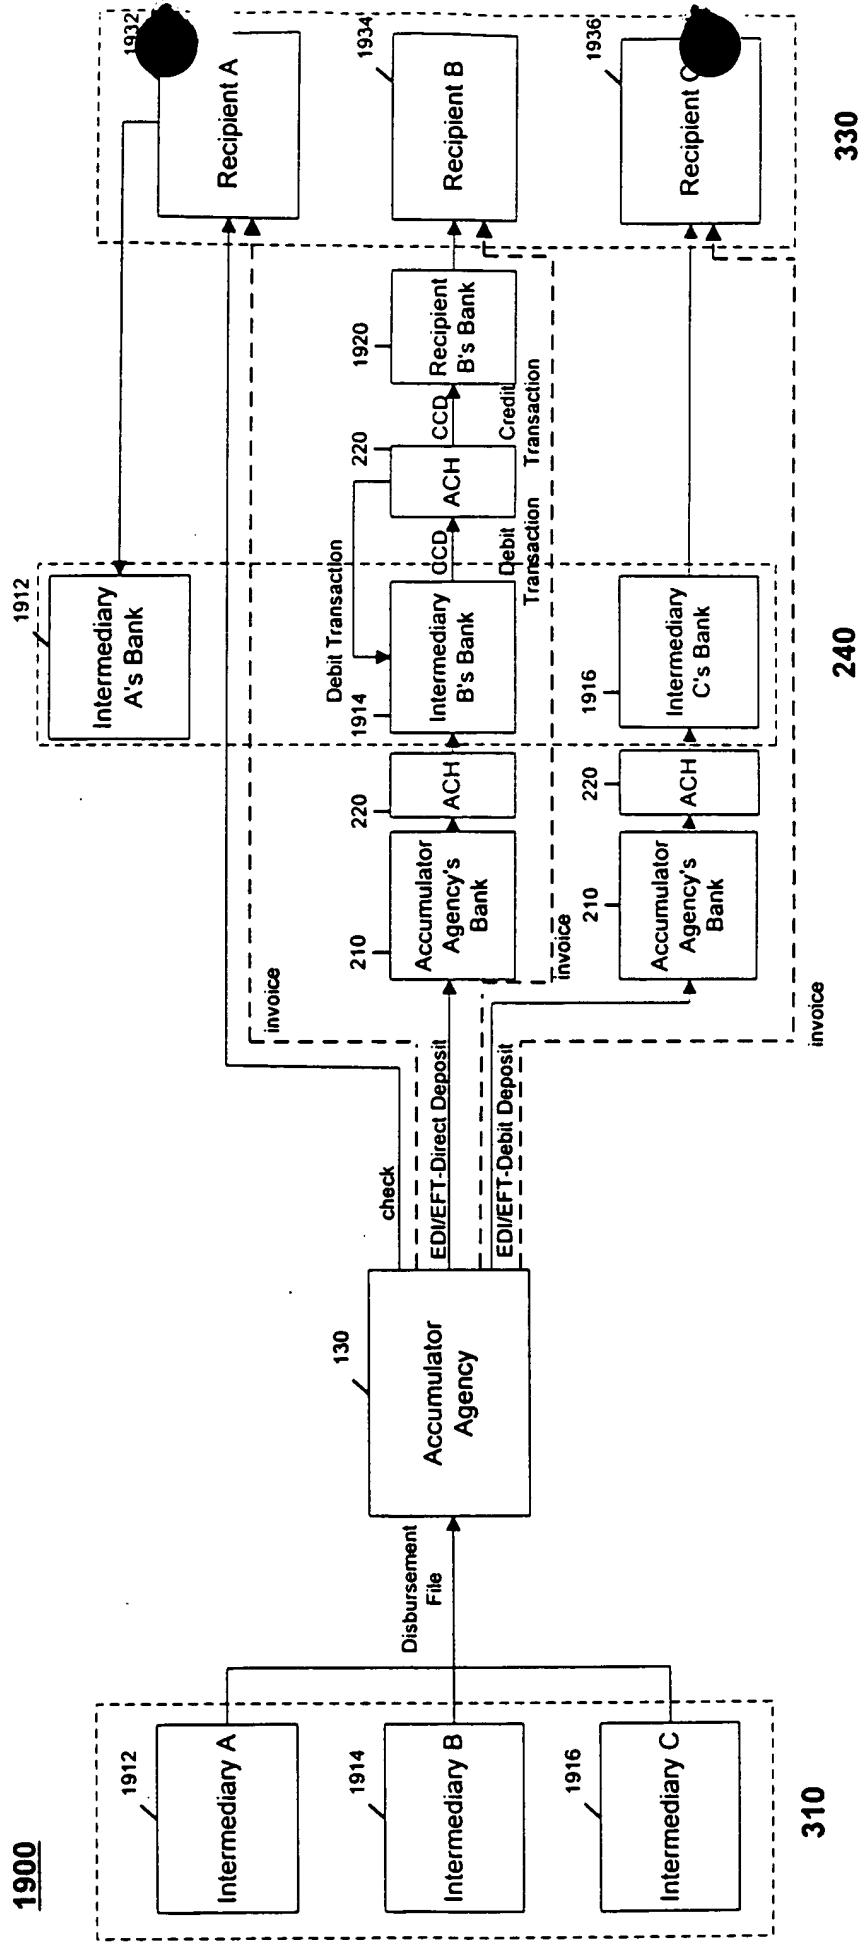 1900
1912
Intermediary A
1914
Intermediary B
1916
Intermediary C
310
Disbursement
File
130
Accumulator
Agency
check
EDI/EFT-Direct Deposit
EDI/EFT-Debit Deposit
invoice
invoice
invoice
210
Accumulator
Agency's
Bank
220
ACH
210
Accumulator
Agency's
Bank
220
ACH
1912
Intermediary
A's Bank
1914
Intermediary
B's Bank
1916
Intermediary
C's Bank
240
Debit Transaction
CCD
Debit
Transaction
220
ACH
CCD
Credit
Transaction
1920
Recipient
B's Bank
1932
Recipient A
1934
Recipient B
1936
Recipient C
330